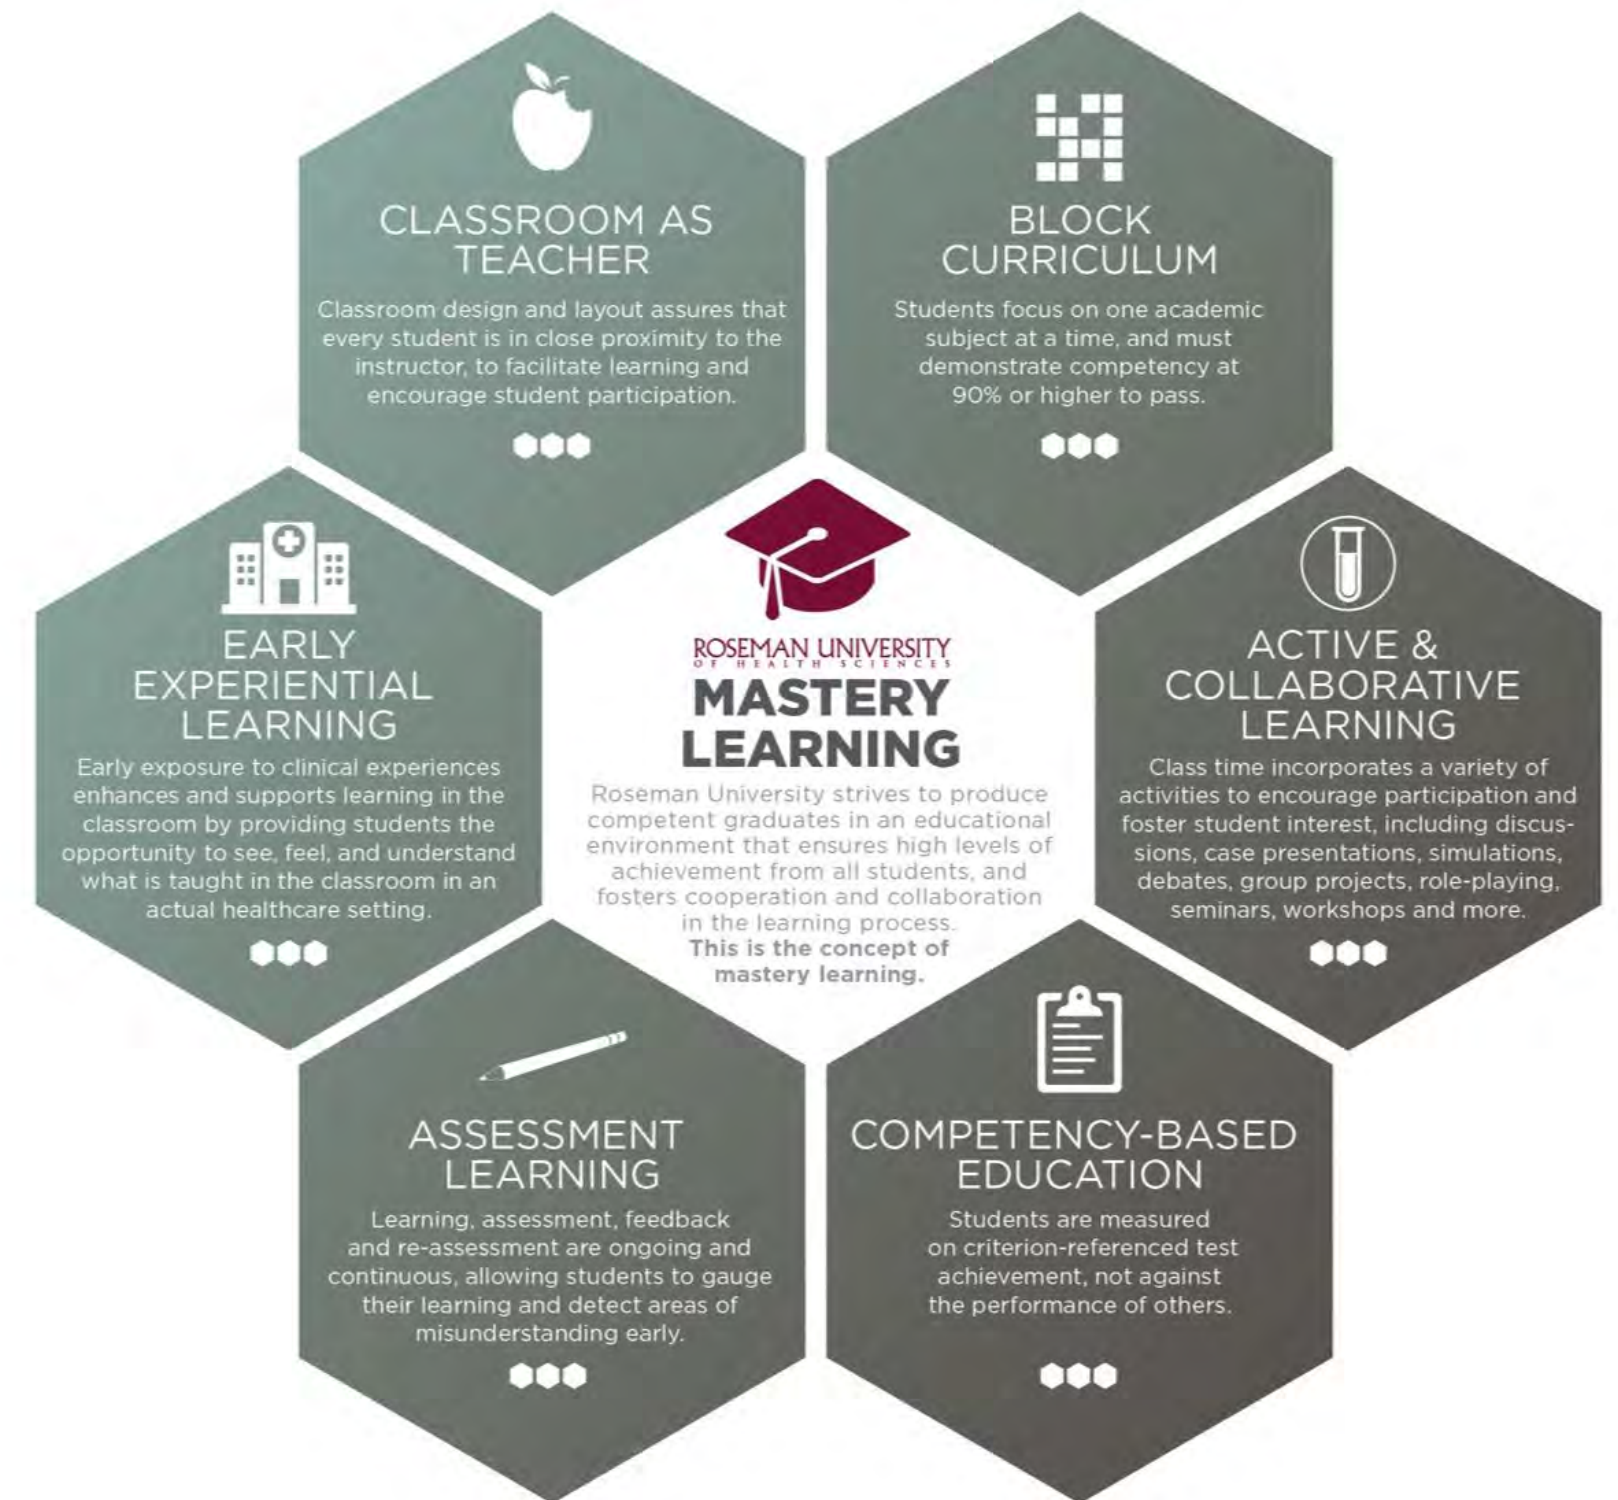 CLASSROOM AS
TEACHER
Classroom design and layout assures that
every student is in close proximity to the
instructor, to facilitate learning and
encourage student participation.
BLOCK
CURRICULUM
Students focus on one academic
subject at a time, and must
demonstrate competency at
90% or higher to pass.
EARLY
EXPERIENTIAL
LEARNING
Early exposure to clinical experiences
enhances and supports learning in the
classroom by providing students the
opportunity to see, feel, and understand
what is taught in the classroom in an
actual healthcare setting.
ROSEMAN UNIVERSITY
OF HEALTH SCIENCES
MASTERY
LEARNING
Roseman University strives to produce
competent graduates in an educational
environment that ensures high levels of
achievement from all students, and
fosters cooperation and collaboration
in the learning process.
This is the concept of
mastery learning.
ACTIVE &
COLLABORATIVE
LEARNING
Class time incorporates a variety of
activities to encourage participation and
foster student interest, including discus-
sions, case presentations, simulations,
debates, group projects, role-playing,
seminars, workshops and more.
ASSESSMENT
LEARNING
Learning, assessment, feedback
and re-assessment are ongoing and
continuous, allowing students to gauge
their learning and detect areas of
misunderstanding early.
COMPETENCY-BASED
EDUCATION
Students are measured
on criterion-referenced test
achievement, not against
the performance of others.